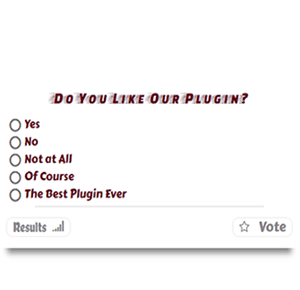 Do You Like Our Plugin?
Yes
No
Not at All
Of Course
The Best Plugin Ever
Results
Vote